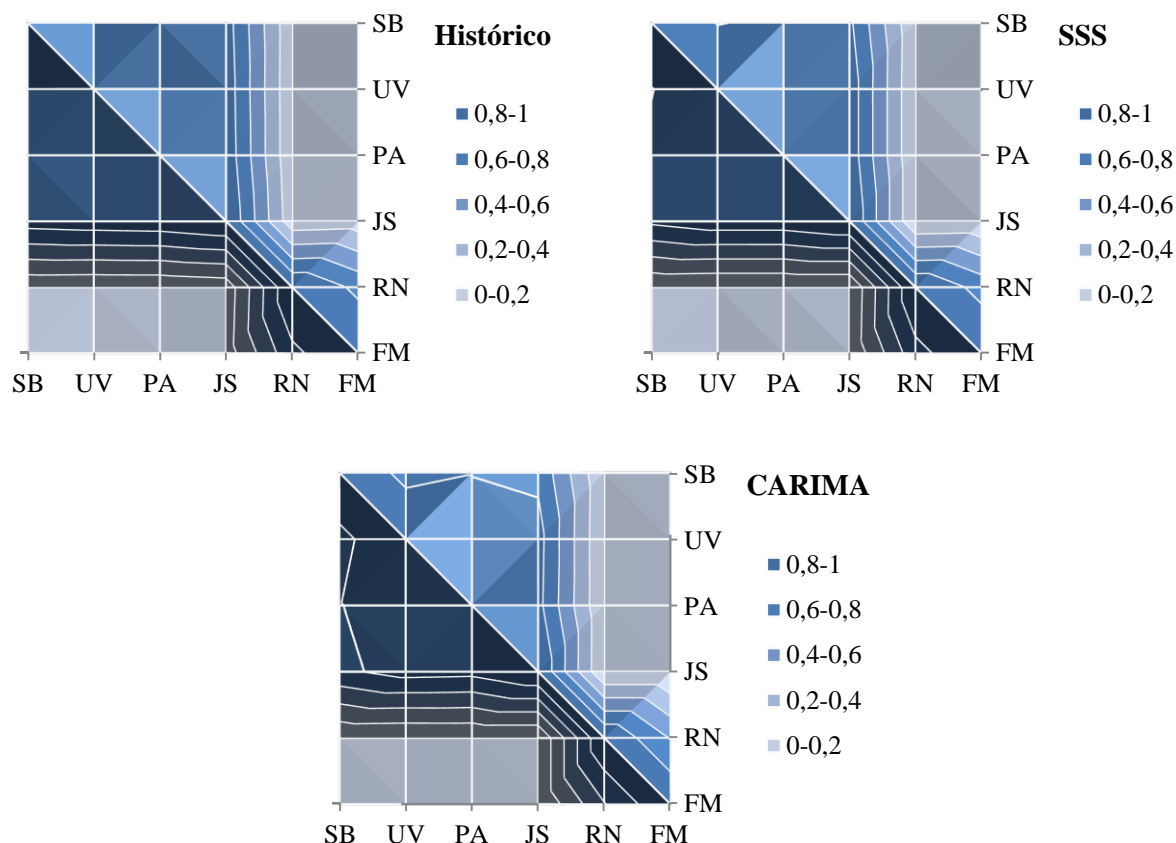 Histórico
0,8-1
0,6-0,8
0,4-0,6
0,2-0,4
0-0,2
SB
UV
PA
JS
RN
FM
SB UV PA JS RN FM
SSS
0,8-1
0,6-0,8
0,4-0,6
0,2-0,4
0-0,2
SB
UV
PA
JS
RN
FM
SB UV PA JS RN FM
CARIMA
0,8-1
0,6-0,8
0,4-0,6
0,2-0,4
0-0,2
SB
UV
PA
JS
RN
FM
SB UV PA JS RN FM